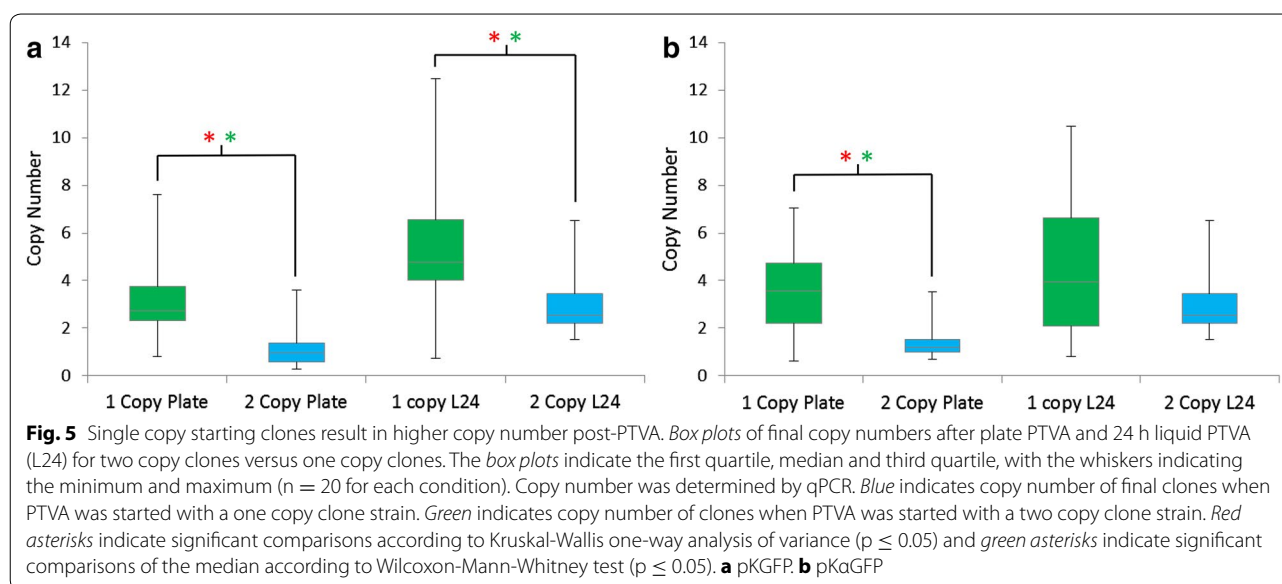 a
14
12
10
8
6
4
2
0
Copy Number
* *
* *
1 Copy Plate
2 Copy Plate
1 copy L24
2 Copy L24
b
14
12
10
8
6
4
2
0
Copy Number
* *
1 Copy Plate
2 Copy Plate
1 copy L24
2 Copy L24
Fig. 5 Single copy starting clones result in higher copy number post-PTVA. Box plots of final copy numbers after plate PTVA and 24 h liquid PTVA
(L24) for two copy clones versus one copy clones. The box plots indicate the first quartile, median and third quartile, with the whiskers indicating
the minimum and maximum (n = 20 for each condition). Copy number was determined by qPCR. Blue indicates copy number of final clones when
PTVA was started with a one copy clone strain. Green indicates copy number of clones when PTVA was started with a two copy clone strain. Red
asterisks indicate significant comparisons according to Kruskal-Wallis one-way analysis of variance (p ≤ 0.05) and green asterisks indicate significant
comparisons of the median according to Wilcoxon-Mann-Whitney test (p ≤ 0.05). a pKGFP. b pKαGFP